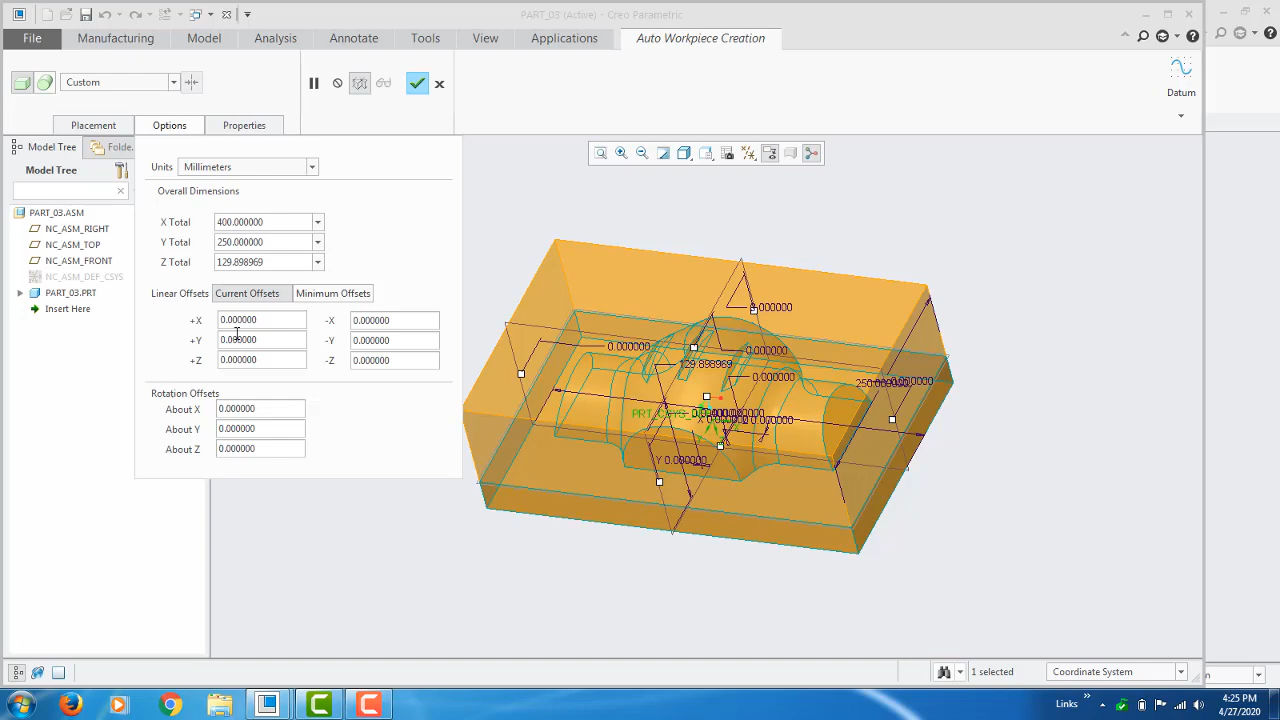 PART_03 (Active) - Creo Parametric
File Manufacturing Model Analysis Annotate Tools View Applications Auto Workpiece Creation
Custom
Datum
Placement Options Properties
Model Tree Folde.
Model Tree
PART_03.ASM
NC_ASM_RIGHT
NC_ASM_TOP
NC_ASM_FRONT
NC_ASM_DEF_CSYS
PART_03.PRT
Insert Here
Units Millimeters
Overall Dimensions
X Total 400.000000
Y Total 250.000000
Z Total 129.898969
Linear Offsets Current Offsets Minimum Offsets
+X 0.000000 -X 0.000000
+Y 0.000000 -Y 0.000000
+Z 0.000000 -Z 0.000000
Rotation Offsets
About X 0.000000
About Y 0.000000
About Z 0.000000
0.000000
0.000000
0.000000
129.898969
0.000000
Y 0.000000
1 selected
Coordinate System
Links
4:25 PM
4/27/2020